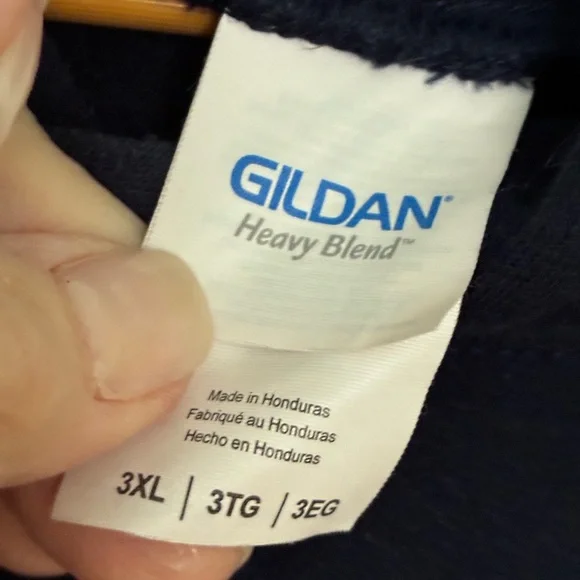 GILDAN®
Heavy Blend™
Made in Honduras
Fabriqué au Honduras
Hecho en Honduras
3XL | 3TG | 3EG